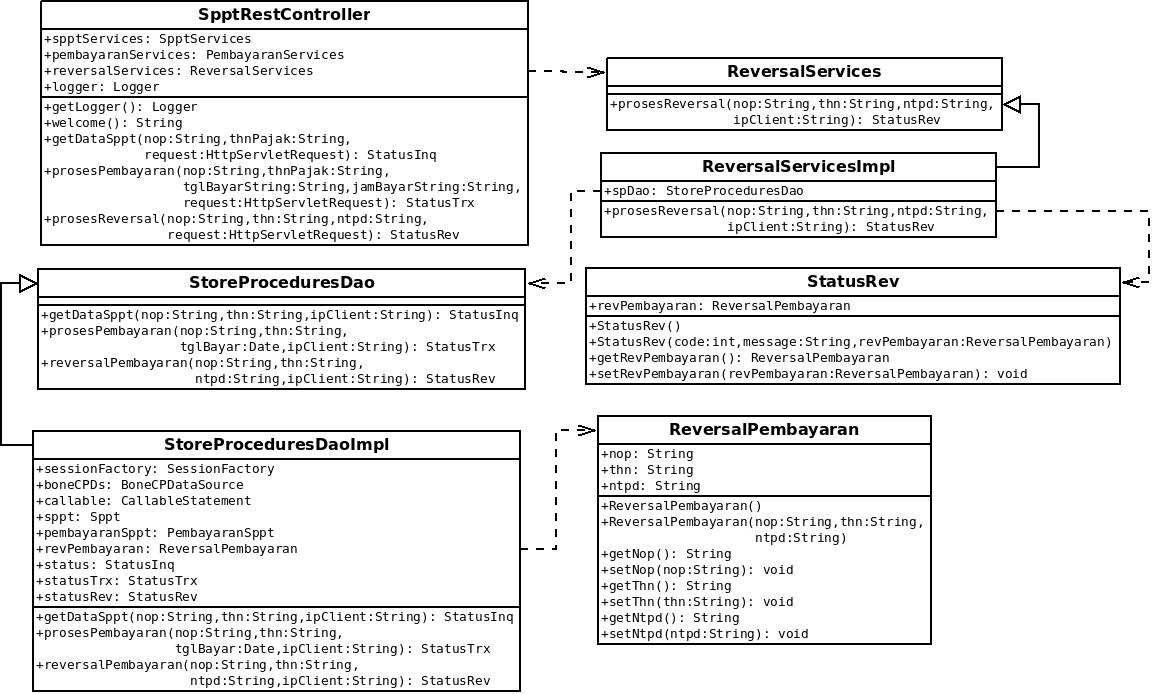 SpptRestController
+spptServices: SpptServices
+pembayaranServices: PembayaranServices
+reversalServices: ReversalServices
+logger: Logger
+getLogger(): Logger
+welcome(): String
+getDataSppt(nop:String,thnPajak:String,
request:HttpServletRequest): StatusInq
+prosesPembayaran(nop:String,thnPajak:String,
tglBayarString:String,jamBayarString:String,
request:HttpServletRequest): StatusTrx
+prosesReversal(nop:String,thn:String,ntpd:String,
request:HttpServletRequest): StatusRev
ReversalServices
+prosesReversal(nop:String,thn:String,ntpd:String,
ipClient:String): StatusRev
ReversalServicesImpl
+spDao: StoreProceduresDao
+prosesReversal(nop:String,thn:String,ntpd:String,
ipClient:String): StatusRev
StoreProceduresDao
+getDataSppt(nop:String,thn:String,ipClient:String): StatusInq
+prosesPembayaran(nop:String,thn:String,
tglBayar:Date,ipClient:String): StatusTrx
+reversalPembayaran(nop:String,thn:String,
ntpd:String,ipClient:String): StatusRev
StatusRev
+revPembayaran: ReversalPembayaran
+StatusRev()
+StatusRev(code:int,message:String,revPembayaran:ReversalPembayaran)
+getRevPembayaran(): ReversalPembayaran
+setRevPembayaran(revPembayaran:ReversalPembayaran): void
StoreProceduresDaoImpl
+sessionFactory: SessionFactory
+boneCPDs: BoneCPDataSource
+callable: CallableStatement
+sppt: Sppt
+pembayaranSppt: PembayaranSppt
+revPembayaran: ReversalPembayaran
+status: StatusInq
+statusTrx: StatusTrx
+statusRev: StatusRev
+getDataSppt(nop:String,thn:String,ipClient:String): StatusInq
+prosesPembayaran(nop:String,thn:String,
tglBayar:Date,ipClient:String): StatusTrx
+reversalPembayaran(nop:String,thn:String,
ntpd:String,ipClient:String): StatusRev
ReversalPembayaran
+nop: String
+thn: String
+ntpd: String
+ReversalPembayaran()
+ReversalPembayaran(nop:String,thn:String,
ntpd:String)
+getNop(): String
+setNop(nop:String): void
+getThn(): String
+setThn(thn:String): void
+getNtpd(): String
+setNtpd(ntpd:String): void